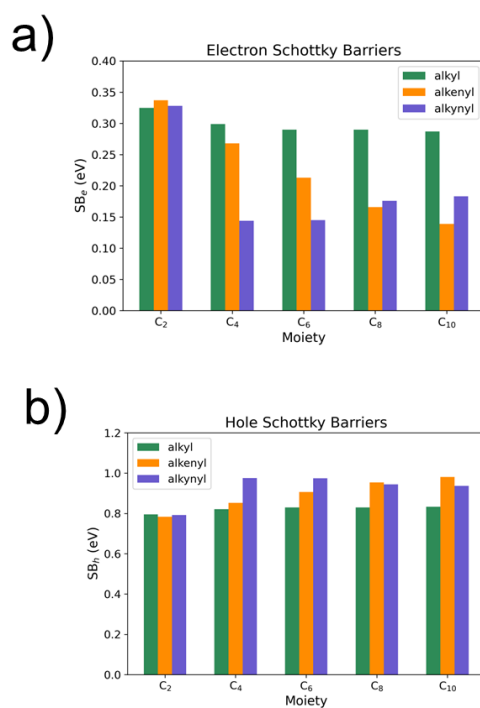 a)
Electron Schottky Barriers
alkyl
alkenyl
alkynyl
0.40
0.35
0.30
0.25
0.20
0.15
0.10
0.05
0.00
SBₑ (eV)
C₂ C₄ C₆ C₈ C₁₀
Moiety
b)
Hole Schottky Barriers
alkyl
alkenyl
alkynyl
1.2
1.0
0.8
0.6
0.4
0.2
0.0
SBₕ (eV)
C₂ C₄ C₆ C₈ C₁₀
Moiety